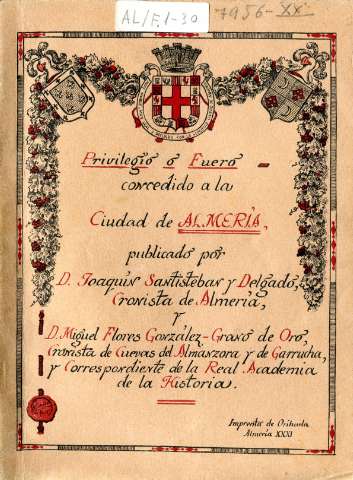 AL/F.1-30
7956-XX
Privilegio o Fuero
concedido a la
Ciudad de ALMERÍA,
publicado por
D. Joaquín Santisteban y Delgado,
Cronista de Almería,
y
D. Miguel Flores González-Grano de Oro,
Cronista de Cuevas del Almanzora y de Garrucha,
y Correspondiente de la Real Academia
de la Historia.
Imprenta de Orihuela
Almería XXXI